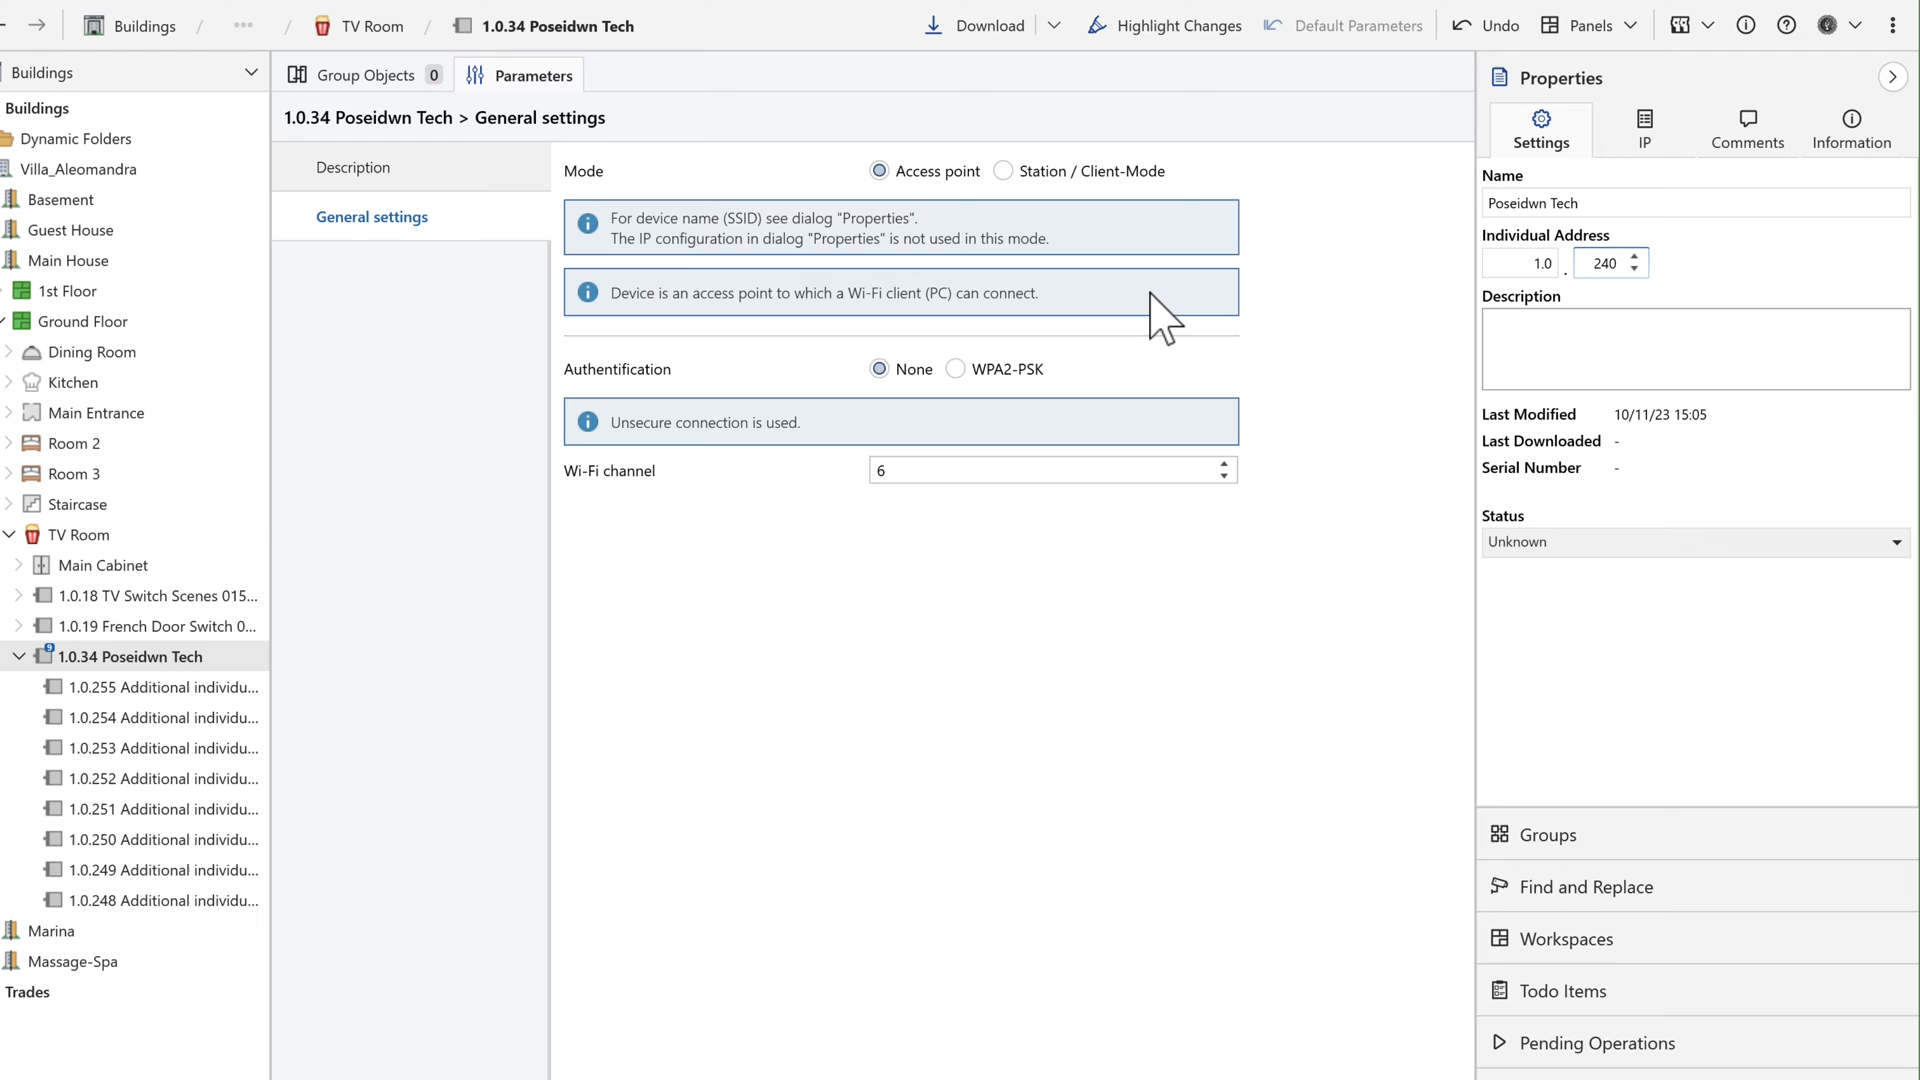 Buildings / ••• / TV Room / 1.0.34 Poseidwn Tech
Download Highlight Changes Default Parameters Undo Panels
Buildings
Buildings
Dynamic Folders
Villa_Aleomandra
Basement
Guest House
Main House
1st Floor
Ground Floor
Dining Room
Kitchen
Main Entrance
Room 2
Room 3
Staircase
TV Room
Main Cabinet
1.0.18 TV Switch Scenes 015...
1.0.19 French Door Switch 0...
9
1.0.34 Poseidwn Tech
1.0.255 Additional individu...
1.0.254 Additional individu...
1.0.253 Additional individu...
1.0.252 Additional individu...
1.0.251 Additional individu...
1.0.250 Additional individu...
1.0.249 Additional individu...
1.0.248 Additional individu...
Marina
Massage-Spa
Trades
Group Objects 0 Parameters
1.0.34 Poseidwn Tech > General settings
Description
General settings
Mode Access point Station / Client-Mode
For device name (SSID) see dialog "Properties".
The IP configuration in dialog "Properties" is not used in this mode.
Device is an access point to which a Wi-Fi client (PC) can connect.
Authentification None WPA2-PSK
Unsecure connection is used.
Wi-Fi channel 6
Properties
Settings IP Comments Information
Name
Poseidwn Tech
Individual Address
1.0 . 240
Description
Last Modified 10/11/23 15:05
Last Downloaded -
Serial Number -
Status
Unknown
Groups
Find and Replace
Workspaces
Todo Items
Pending Operations